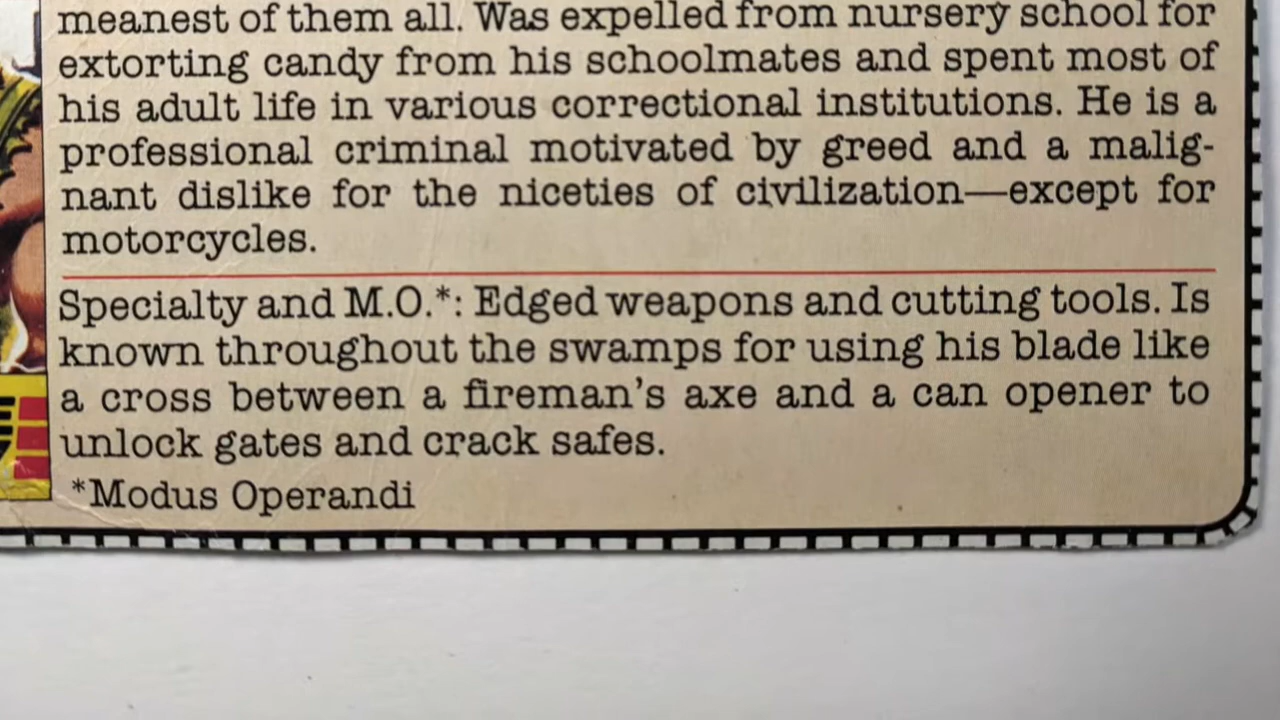 meanest of them all. Was expelled from nursery school for
extorting candy from his schoolmates and spent most of
his adult life in various correctional institutions. He is a
professional criminal motivated by greed and a malig-
nant dislike for the niceties of civilization—except for
motorcycles.
Specialty and M.O.*: Edged weapons and cutting tools. Is
known throughout the swamps for using his blade like
a cross between a fireman's axe and a can opener to
unlock gates and crack safes.
*Modus Operandi